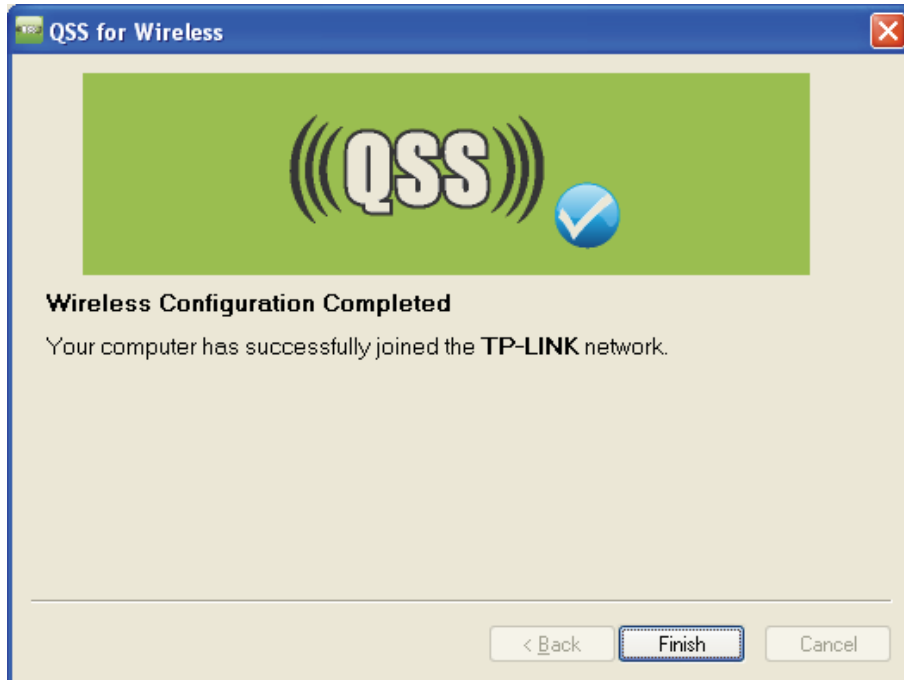 QSS for Wireless
(((QSS)))
Wireless Configuration Completed
Your computer has successfully joined the TP-LINK network.
< Back Finish Cancel